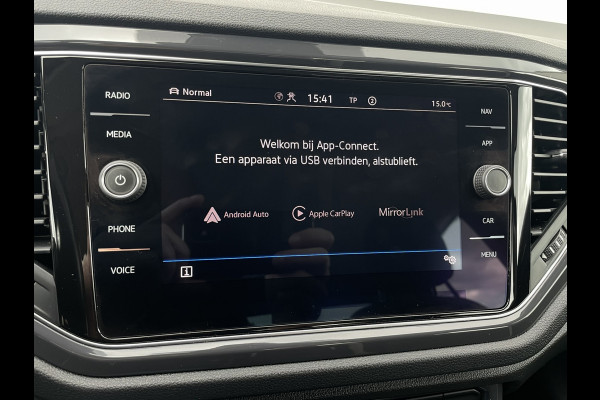 RADIO
MEDIA
PHONE
VOICE
Normal
15:41
TP
2
15.0°C
Welkom bij App-Connect.
Een apparaat via USB verbinden, alstublieft.
Android Auto
Apple CarPlay
MirrorLink
i
NAV
APP
CAR
MENU